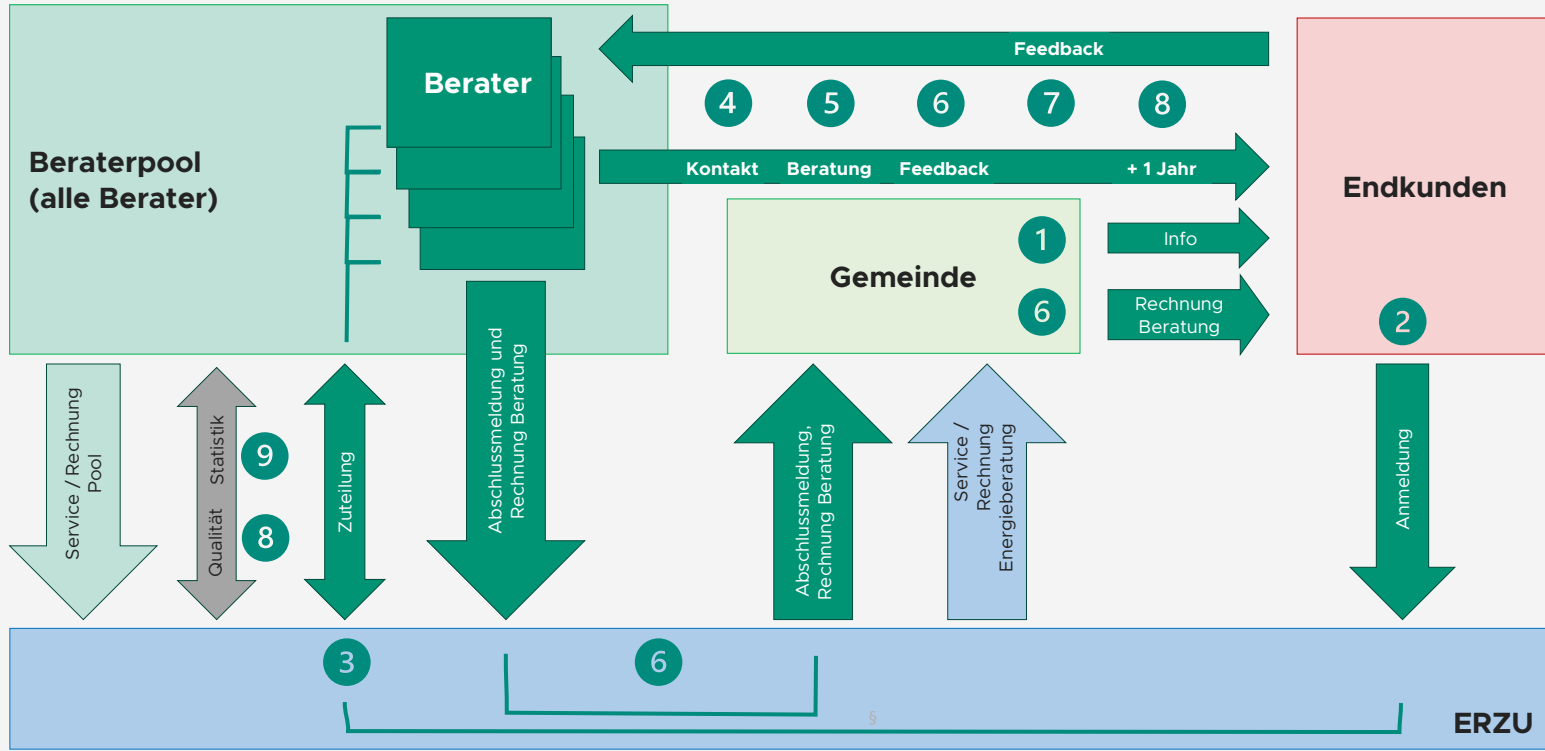 Feedback
Berater
4
5
6
7
8
Beraterpool
(alle Berater)
Kontakt
Beratung
Feedback
+ 1 Jahr
Endkunden
1
Info
Gemeinde
6
Rechnung
Beratung
2
Service / Rechnung
Pool
Qualität
Statistik
9
8
Zuteilung
Abschlussmeldung und
Rechnung Beratung
Abschlussmeldung,
Rechnung Beratung
Service /
Rechnung
Energieberatung
Anmeldung
3
6
§
ERZU